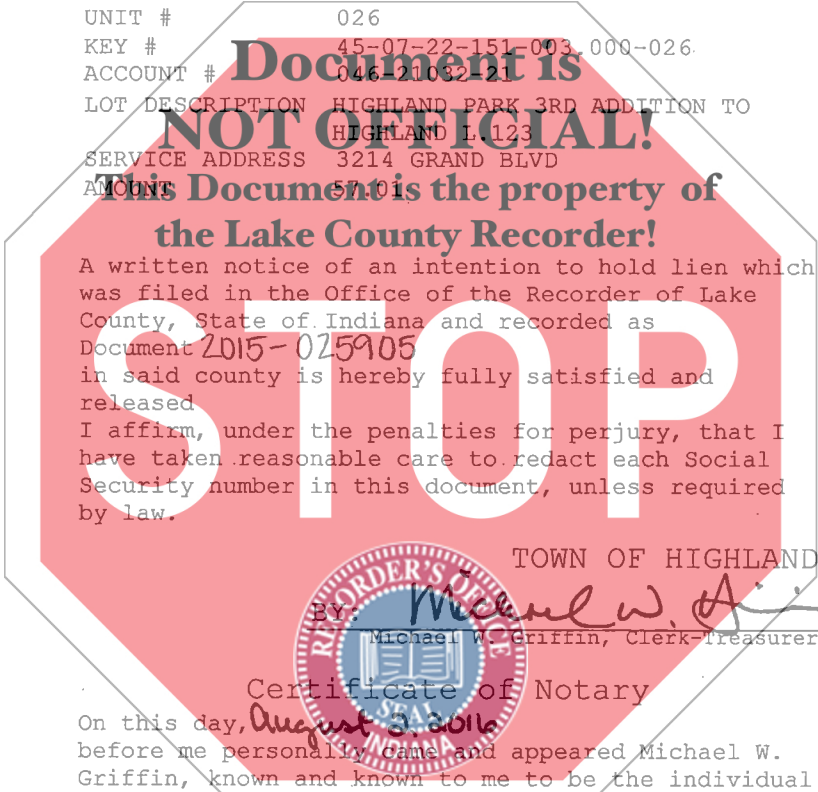 UNIT # 026
KEY # 45-07-22-151-003.000-026
ACCOUNT # 046-21032-21
Document is
LOT DESCRIPTION HIGHLAND PARK 3RD ADDITION TO
HIGHLAND L.123
NOT OFFICIAL!
SERVICE ADDRESS 3214 GRAND BLVD
AMOUNT 57.01
This Document is the property of
the Lake County Recorder!
A written notice of an intention to hold lien which
was filed in the Office of the Recorder of Lake
County, State of Indiana and recorded as
Document 2015-025905
in said county is hereby fully satisfied and
released
I affirm, under the penalties for perjury, that I
have taken reasonable care to redact each Social
Security number in this document, unless required
by law.
STOP
TOWN OF HIGHLAND
BY: Michael W. Griffin
Michael W. Griffin, Clerk-Treasurer
RECORDER'S OFFICE
SEAL
INDIANA
Certificate of Notary
On this day, August 2, 2016
before me personally came and appeared Michael W.
Griffin, known and known to me to be the individual